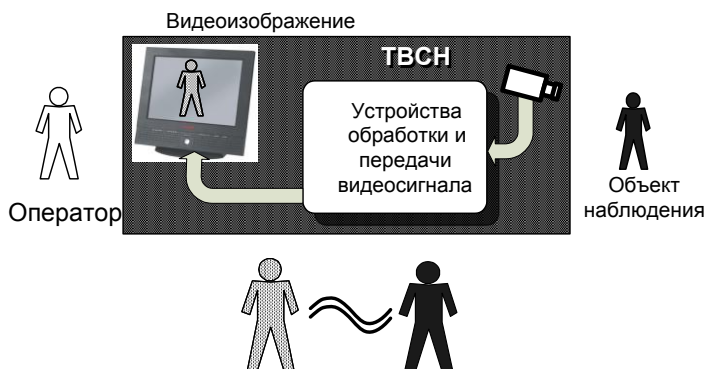 Видеоизображение
ТВСН
Устройства
обработки и
передачи
видеосигнала
Оператор
Объект
наблюдения